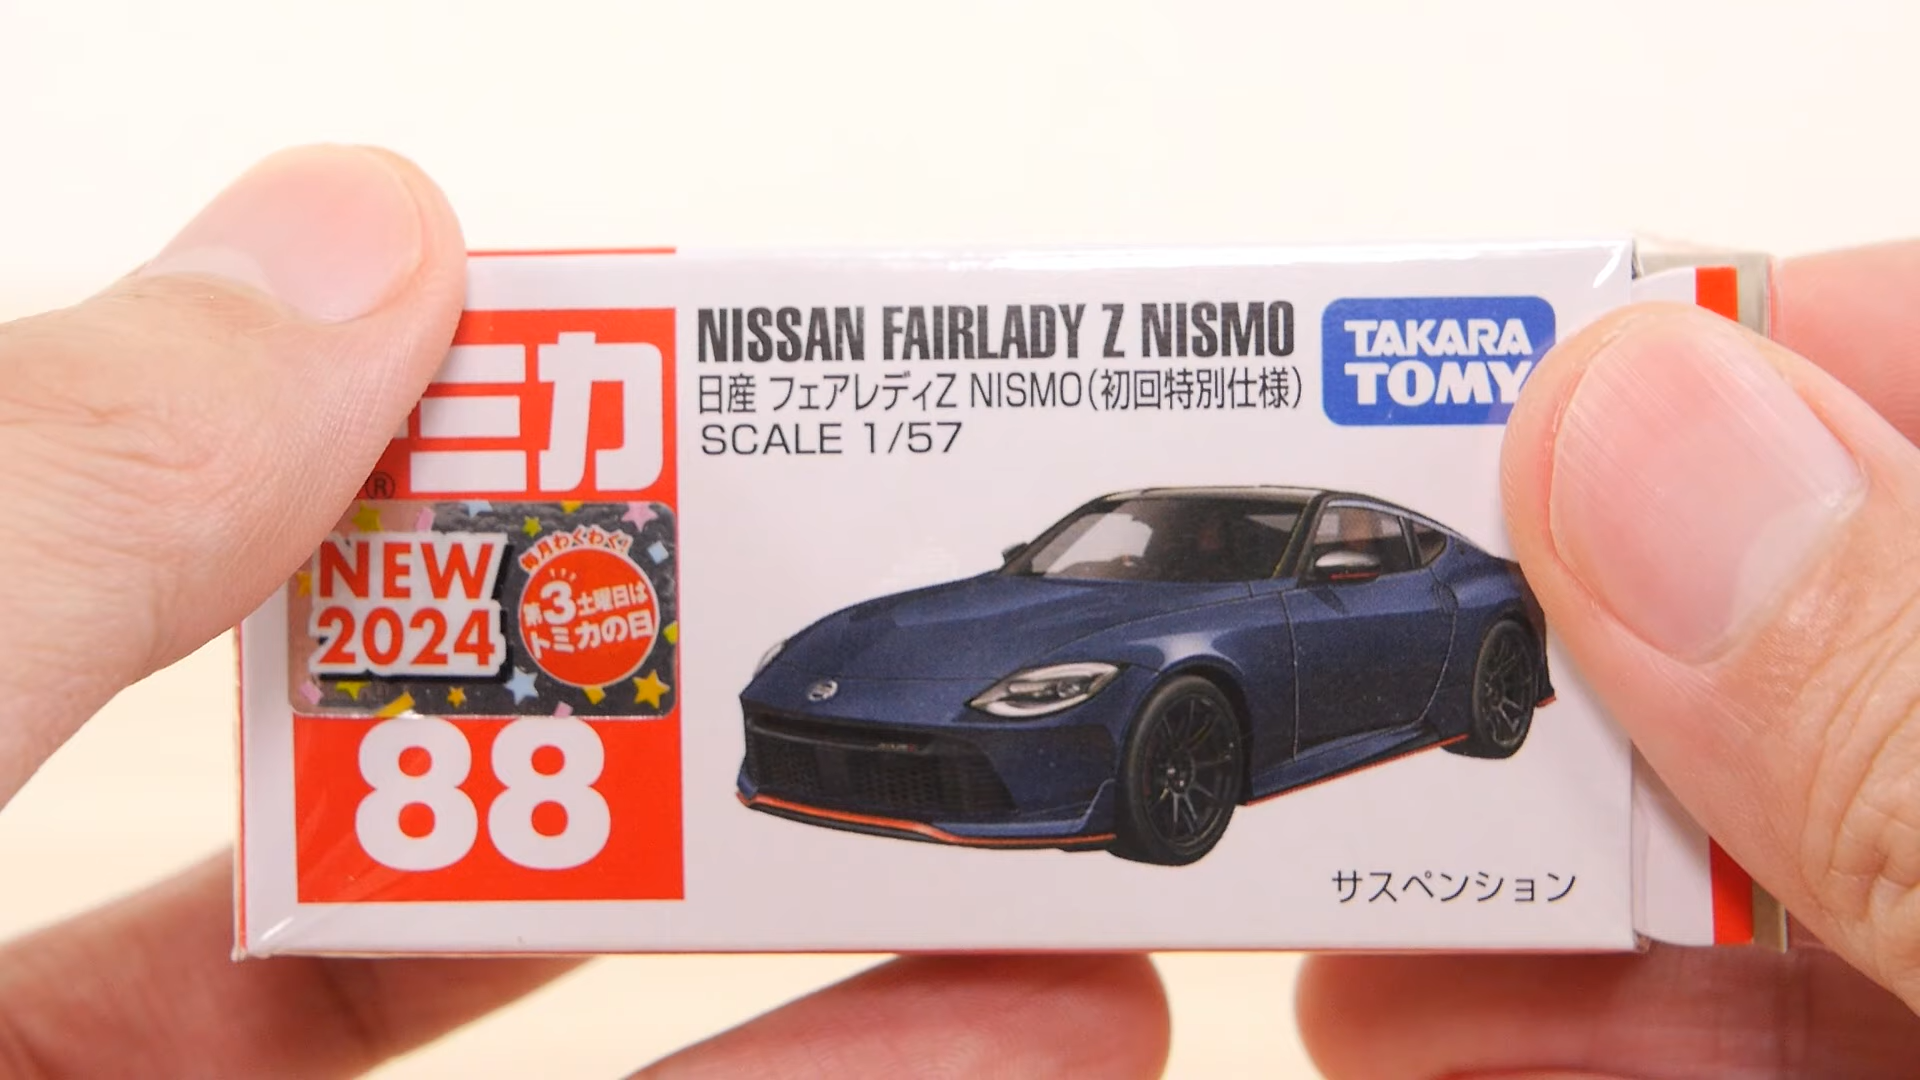 NISSAN FAIRLADY Z NISMO
日産 フェアレディZ NISMO(初回特別仕様)
SCALE 1/57
TAKARA
TOMY
ミカ
®
NEW
2024
毎月わくわく!
第3土曜日は
トミカの日
88
サスペンション